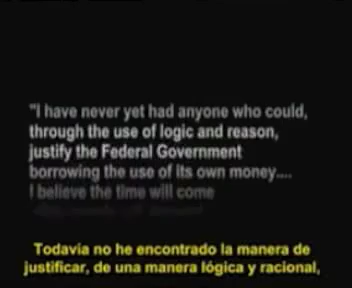 "I have never yet had anyone who could,
through the use of logic and reason,
justify the Federal Government
borrowing the use of its own money....
I believe the time will come
Todavía no he encontrado la manera de
justificar, de una manera lógica y racional,